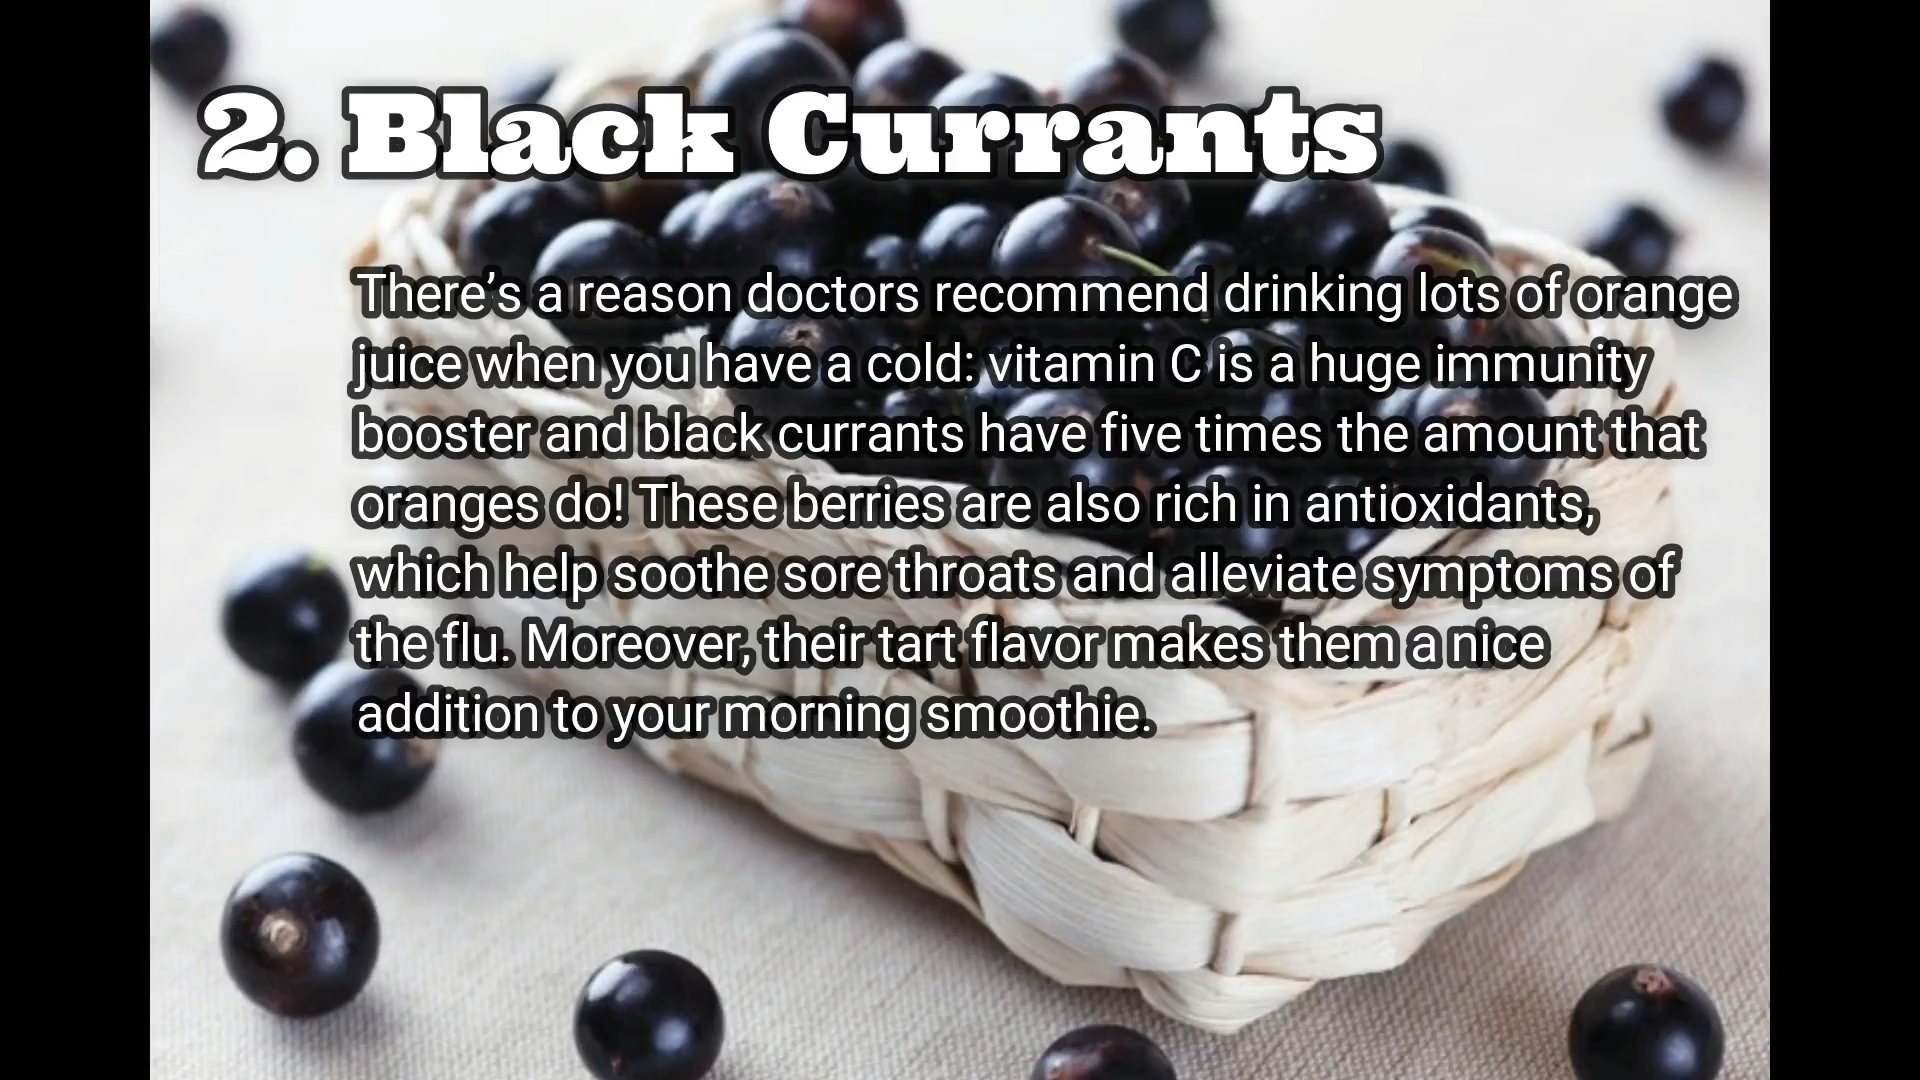 2. Black Currants
There’s a reason doctors recommend drinking lots of orange
juice when you have a cold: vitamin C is a huge immunity
booster and black currants have five times the amount that
oranges do! These berries are also rich in antioxidants,
which help soothe sore throats and alleviate symptoms of
the flu. Moreover, their tart flavor makes them a nice
addition to your morning smoothie.